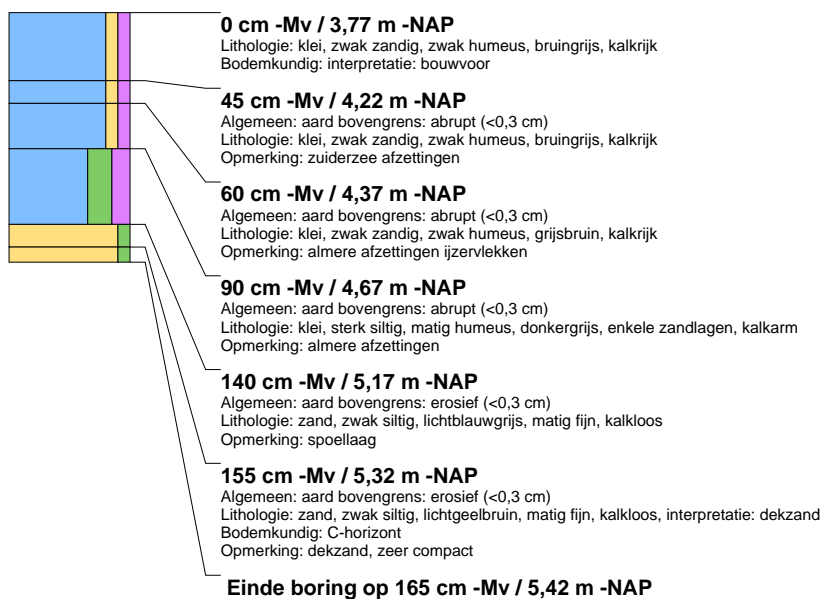 0 cm -Mv / 3,77 m -NAP
Lithologie: klei, zwak zandig, zwak humeus, bruingrijs, kalkrijk
Bodemkundig: interpretatie: bouwvoor
45 cm -Mv / 4,22 m -NAP
Algemeen: aard bovengrens: abrupt (<0,3 cm)
Lithologie: klei, zwak zandig, zwak humeus, bruingrijs, kalkrijk
Opmerking: zuiderzee afzettingen
60 cm -Mv / 4,37 m -NAP
Algemeen: aard bovengrens: abrupt (<0,3 cm)
Lithologie: klei, zwak zandig, zwak humeus, grijsbruin, kalkrijk
Opmerking: almere afzettingen ijzervlekken
90 cm -Mv / 4,67 m -NAP
Algemeen: aard bovengrens: abrupt (<0,3 cm)
Lithologie: klei, sterk siltig, matig humeus, donkergrijs, enkele zandlagen, kalkarm
Opmerking: almere afzettingen
140 cm -Mv / 5,17 m -NAP
Algemeen: aard bovengrens: erosief (<0,3 cm)
Lithologie: zand, zwak siltig, lichtblauwgrijs, matig fijn, kalkloos
Opmerking: spoellaag
155 cm -Mv / 5,32 m -NAP
Algemeen: aard bovengrens: erosief (<0,3 cm)
Lithologie: zand, zwak siltig, lichtgeelbruin, matig fijn, kalkloos, interpretatie: dekzand
Bodemkundig: C-horizont
Opmerking: dekzand, zeer compact
Einde boring op 165 cm -Mv / 5,42 m -NAP